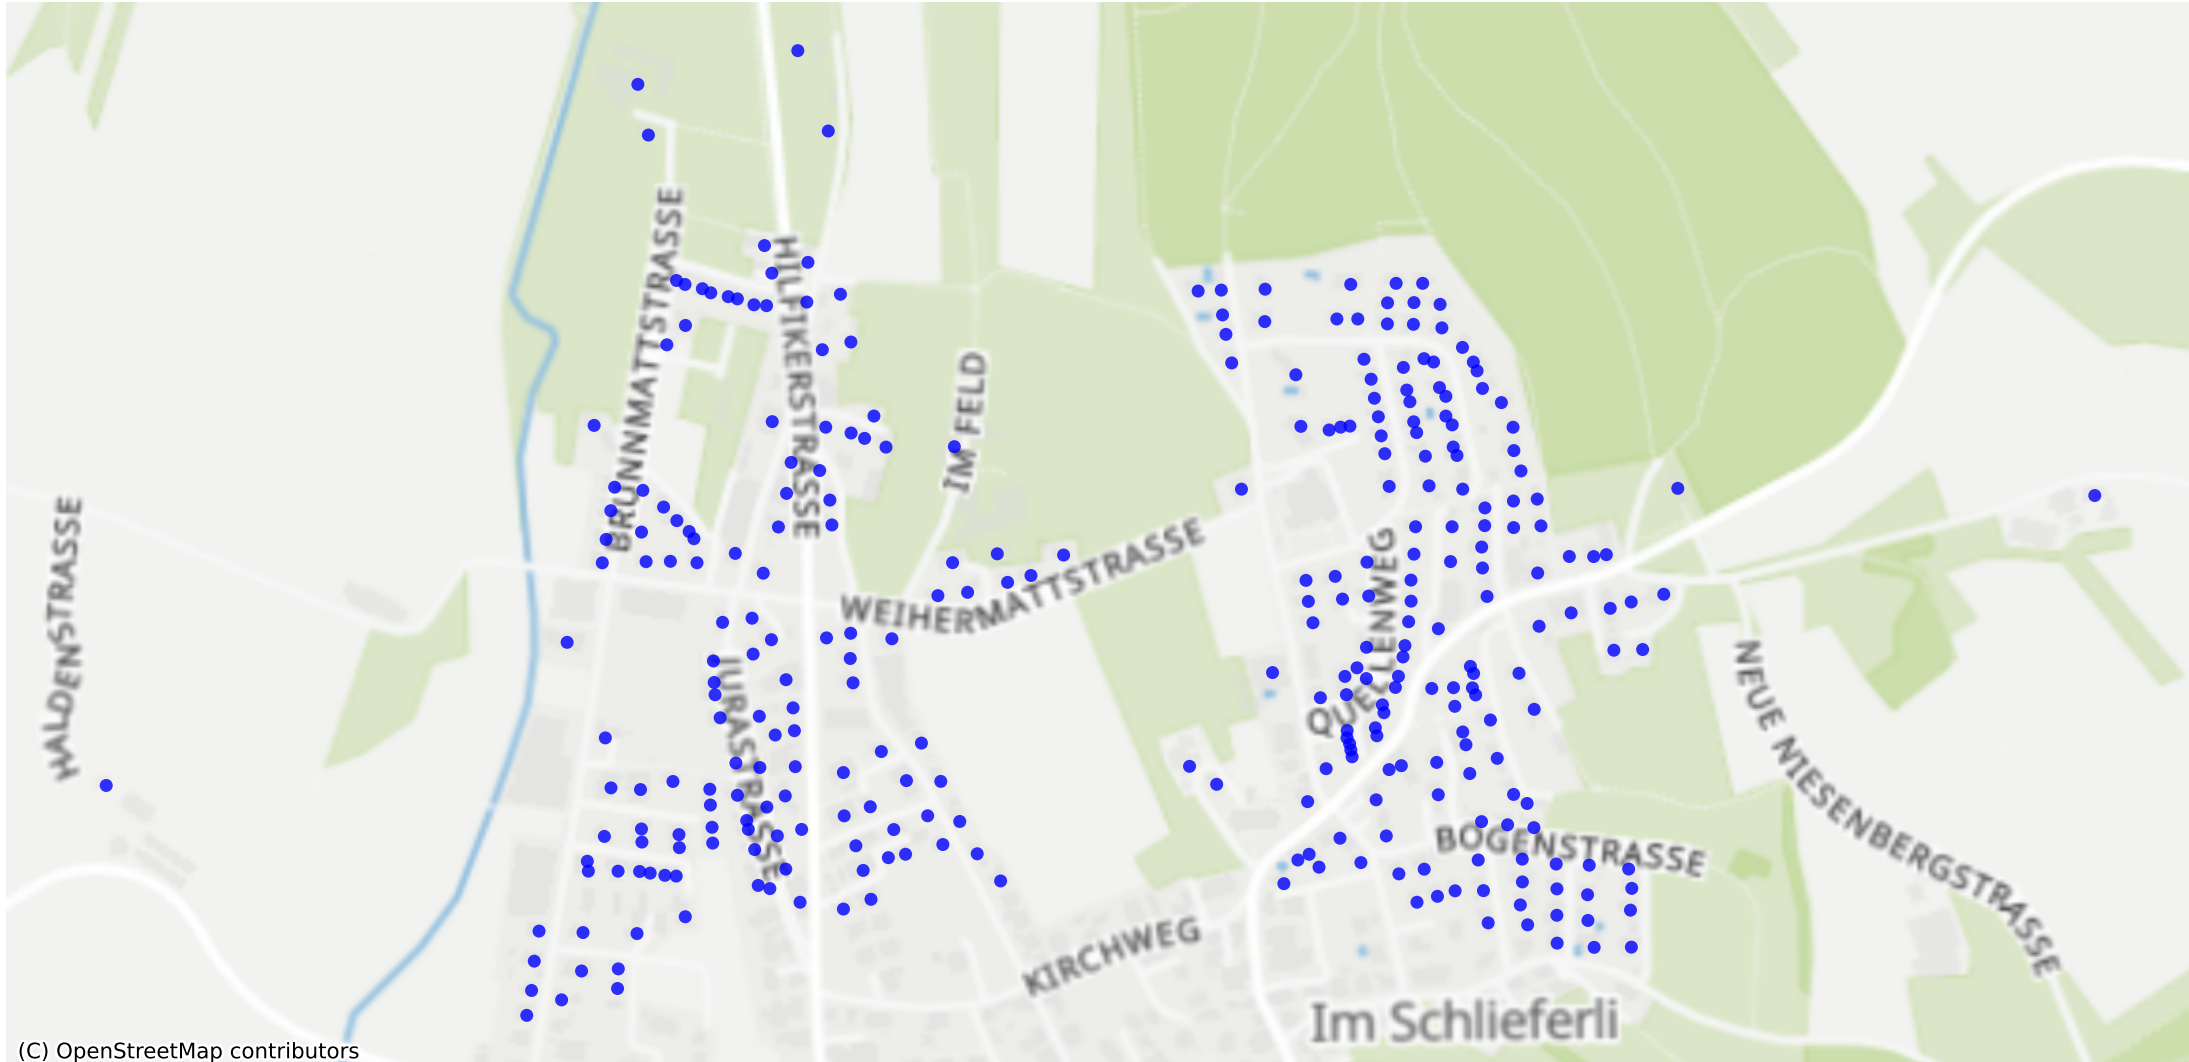 BRUNNMATTSTRASSE
HILFIKERSTRASSE
IM FELD
HALDENSTRASSE
WEIHERMATTSTRASSE
QUELLENWEG
JURASTRASSE
NEUE NIESENBERGSTRASSE
BOGENSTRASSE
KIRCHWEG
Im Schlieferli
(C) OpenStreetMap contributors